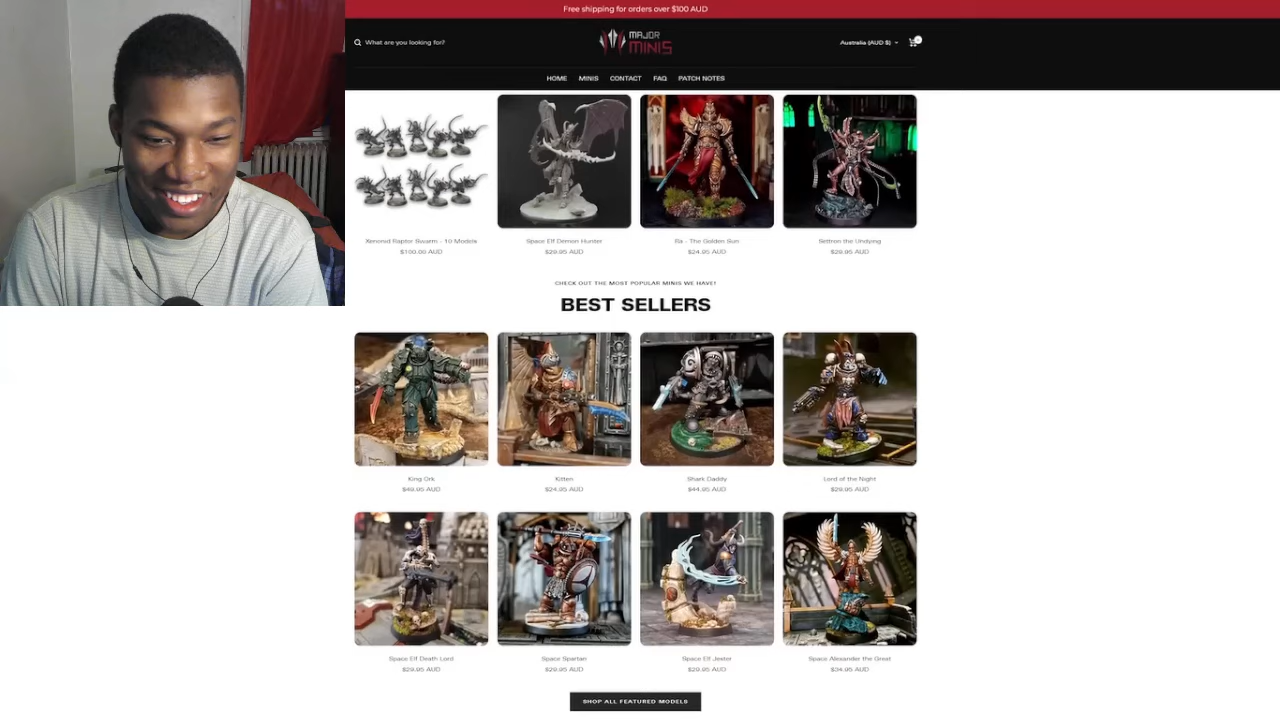 Free shipping for orders over $100 AUD
What are you looking for?
MAJOR
MINIS
Australia (AUD $)
HOME MINIS CONTACT FAQ PATCH NOTES
Xenonid Raptor Swarm - 10 Models
Space Elf Demon Hunter
Ra - The Golden Sun
Settron the Undying
$100.00 AUD
$29.95 AUD
$24.95 AUD
$29.95 AUD
CHECK OUT THE MOST POPULAR MINIS WE HAVE!
BEST SELLERS
King Ork
Kitten
Shark Daddy
Lord of the Night
$49.95 AUD
$24.95 AUD
$44.95 AUD
$29.95 AUD
Space Elf Death Lord
Space Spartan
Space Elf Jester
Space Alexander the Great
$29.95 AUD
$29.95 AUD
$29.95 AUD
$34.95 AUD
SHOP ALL FEATURED MODELS